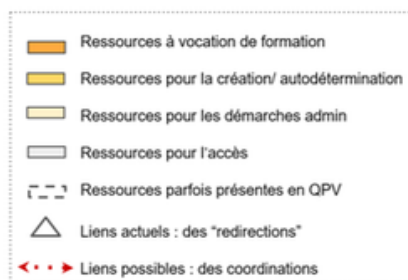 Ressources à vocation de formation
Ressources pour la création/ autodétermination
Ressources pour les démarches admin
Ressources pour l'accès
Ressources parfois présentes en QPV
Liens actuels : des "redirections"
Liens possibles : des coordinations